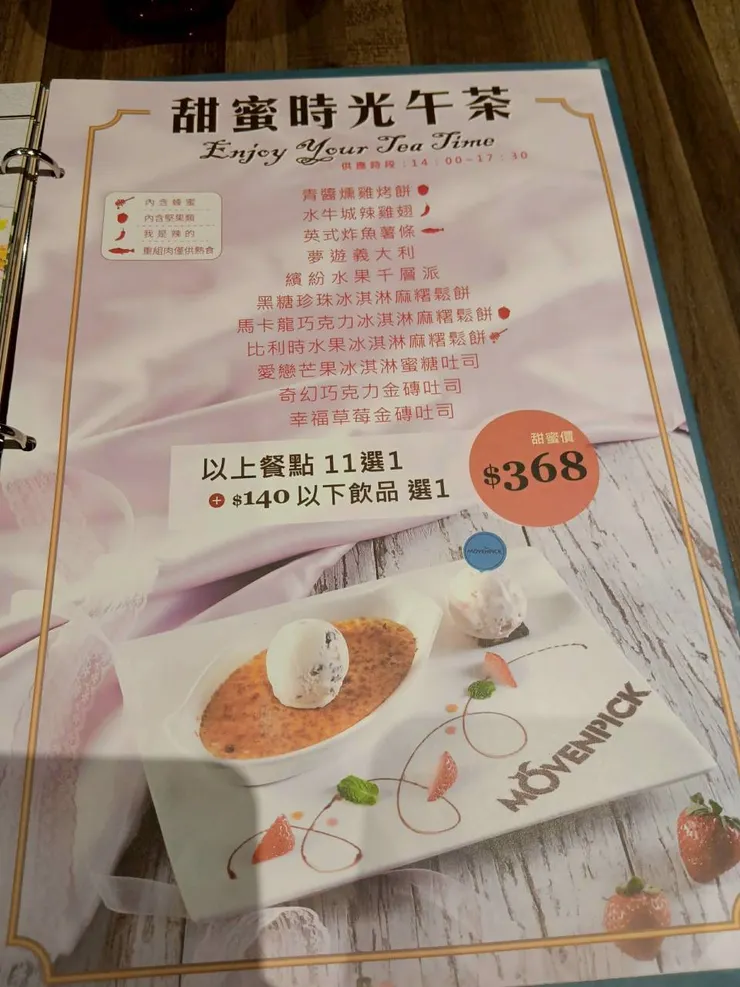 甜蜜時光午茶
Enjoy Your Tea Time
供應時段：14：00~17：30
內含蜂蜜
內含堅果類
我是辣的
重組肉僅供熟食
青醬燻雞烤餅
水牛城辣雞翅
英式炸魚薯條
夢遊義大利
繽紛水果千層派
黑糖珍珠冰淇淋麻糬鬆餅
馬卡龍巧克力冰淇淋麻糬鬆餅
比利時水果冰淇淋麻糬鬆餅
愛戀芒果冰淇淋蜜糖吐司
奇幻巧克力金磚吐司
幸福草莓金磚吐司
以上餐點 11選1
+ $140以下飲品 選1
甜蜜價
$368
MÖVENPICK
MÖVENPICK